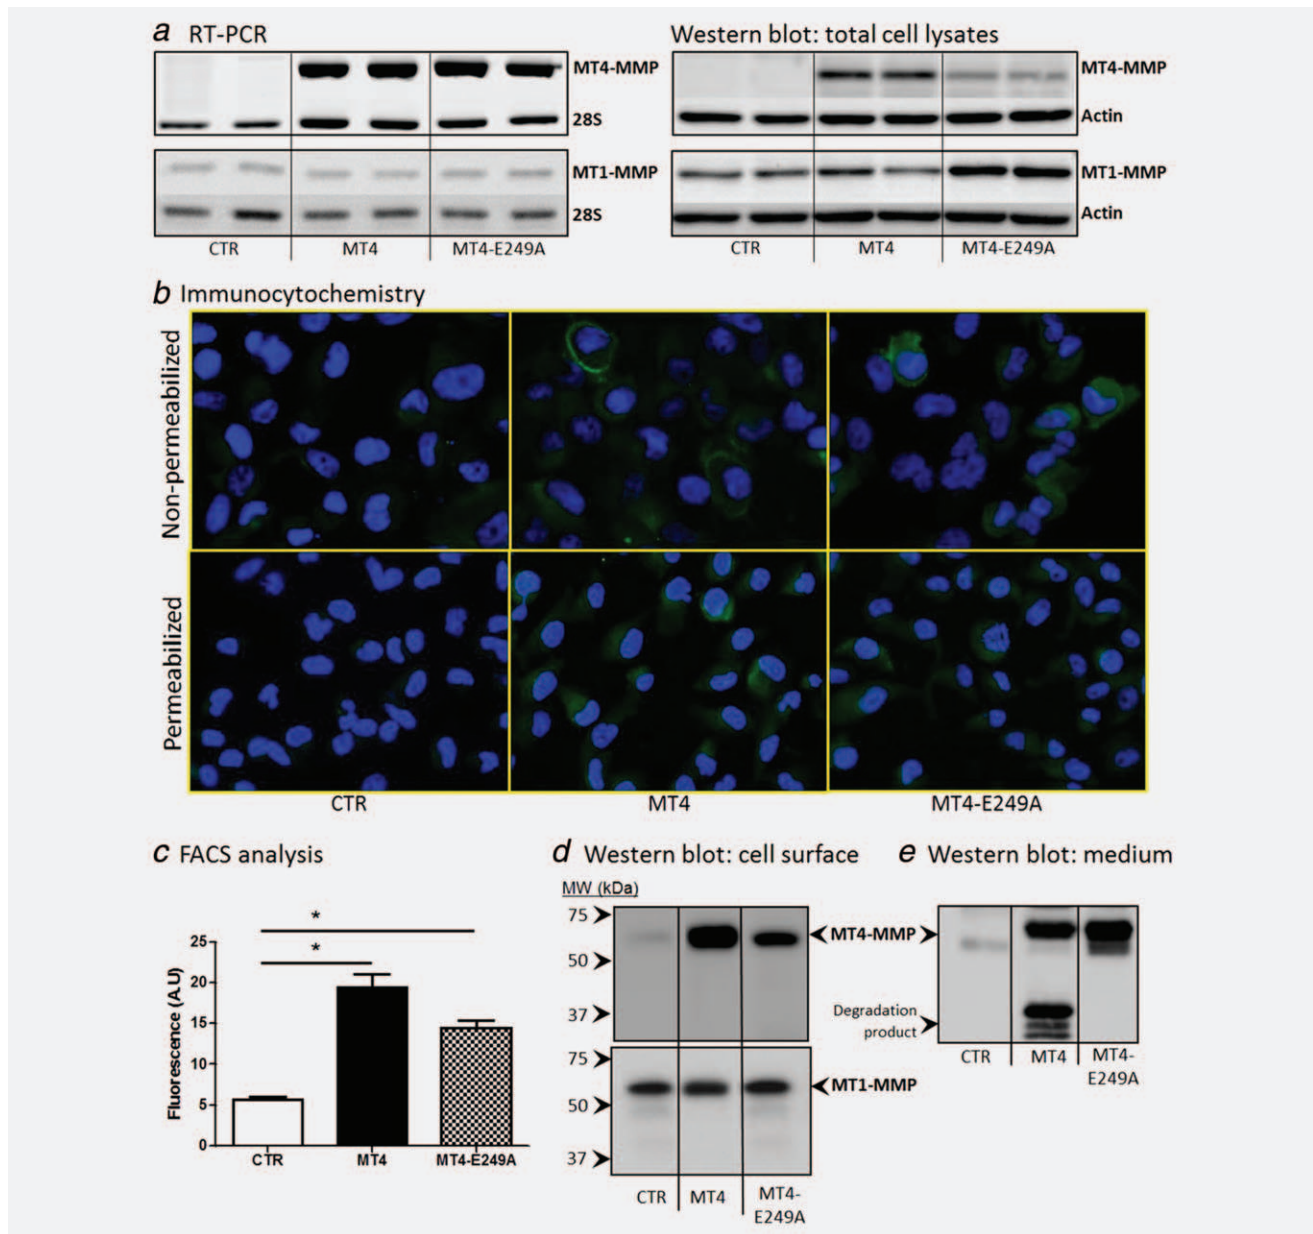 a RT-PCR
Western blot: total cell lysates
MT4-MMP
28S
MT1-MMP
28S
CTR MT4 MT4-E249A
MT4-MMP
Actin
MT1-MMP
Actin
CTR MT4 MT4-E249A
b Immunocytochemistry
Non-permeabilized
Permeabilized
CTR MT4 MT4-E249A
c FACS analysis
*
*
Fluorescence (A.U)
25
20
15
10
5
0
CTR MT4 MT4-E249A
d Western blot: cell surface
MW (kDa)
75
50
37
MT4-MMP
75
50
37
MT1-MMP
CTR MT4 MT4-
E249A
e Western blot: medium
Degradation
product
CTR MT4 MT4-
E249A